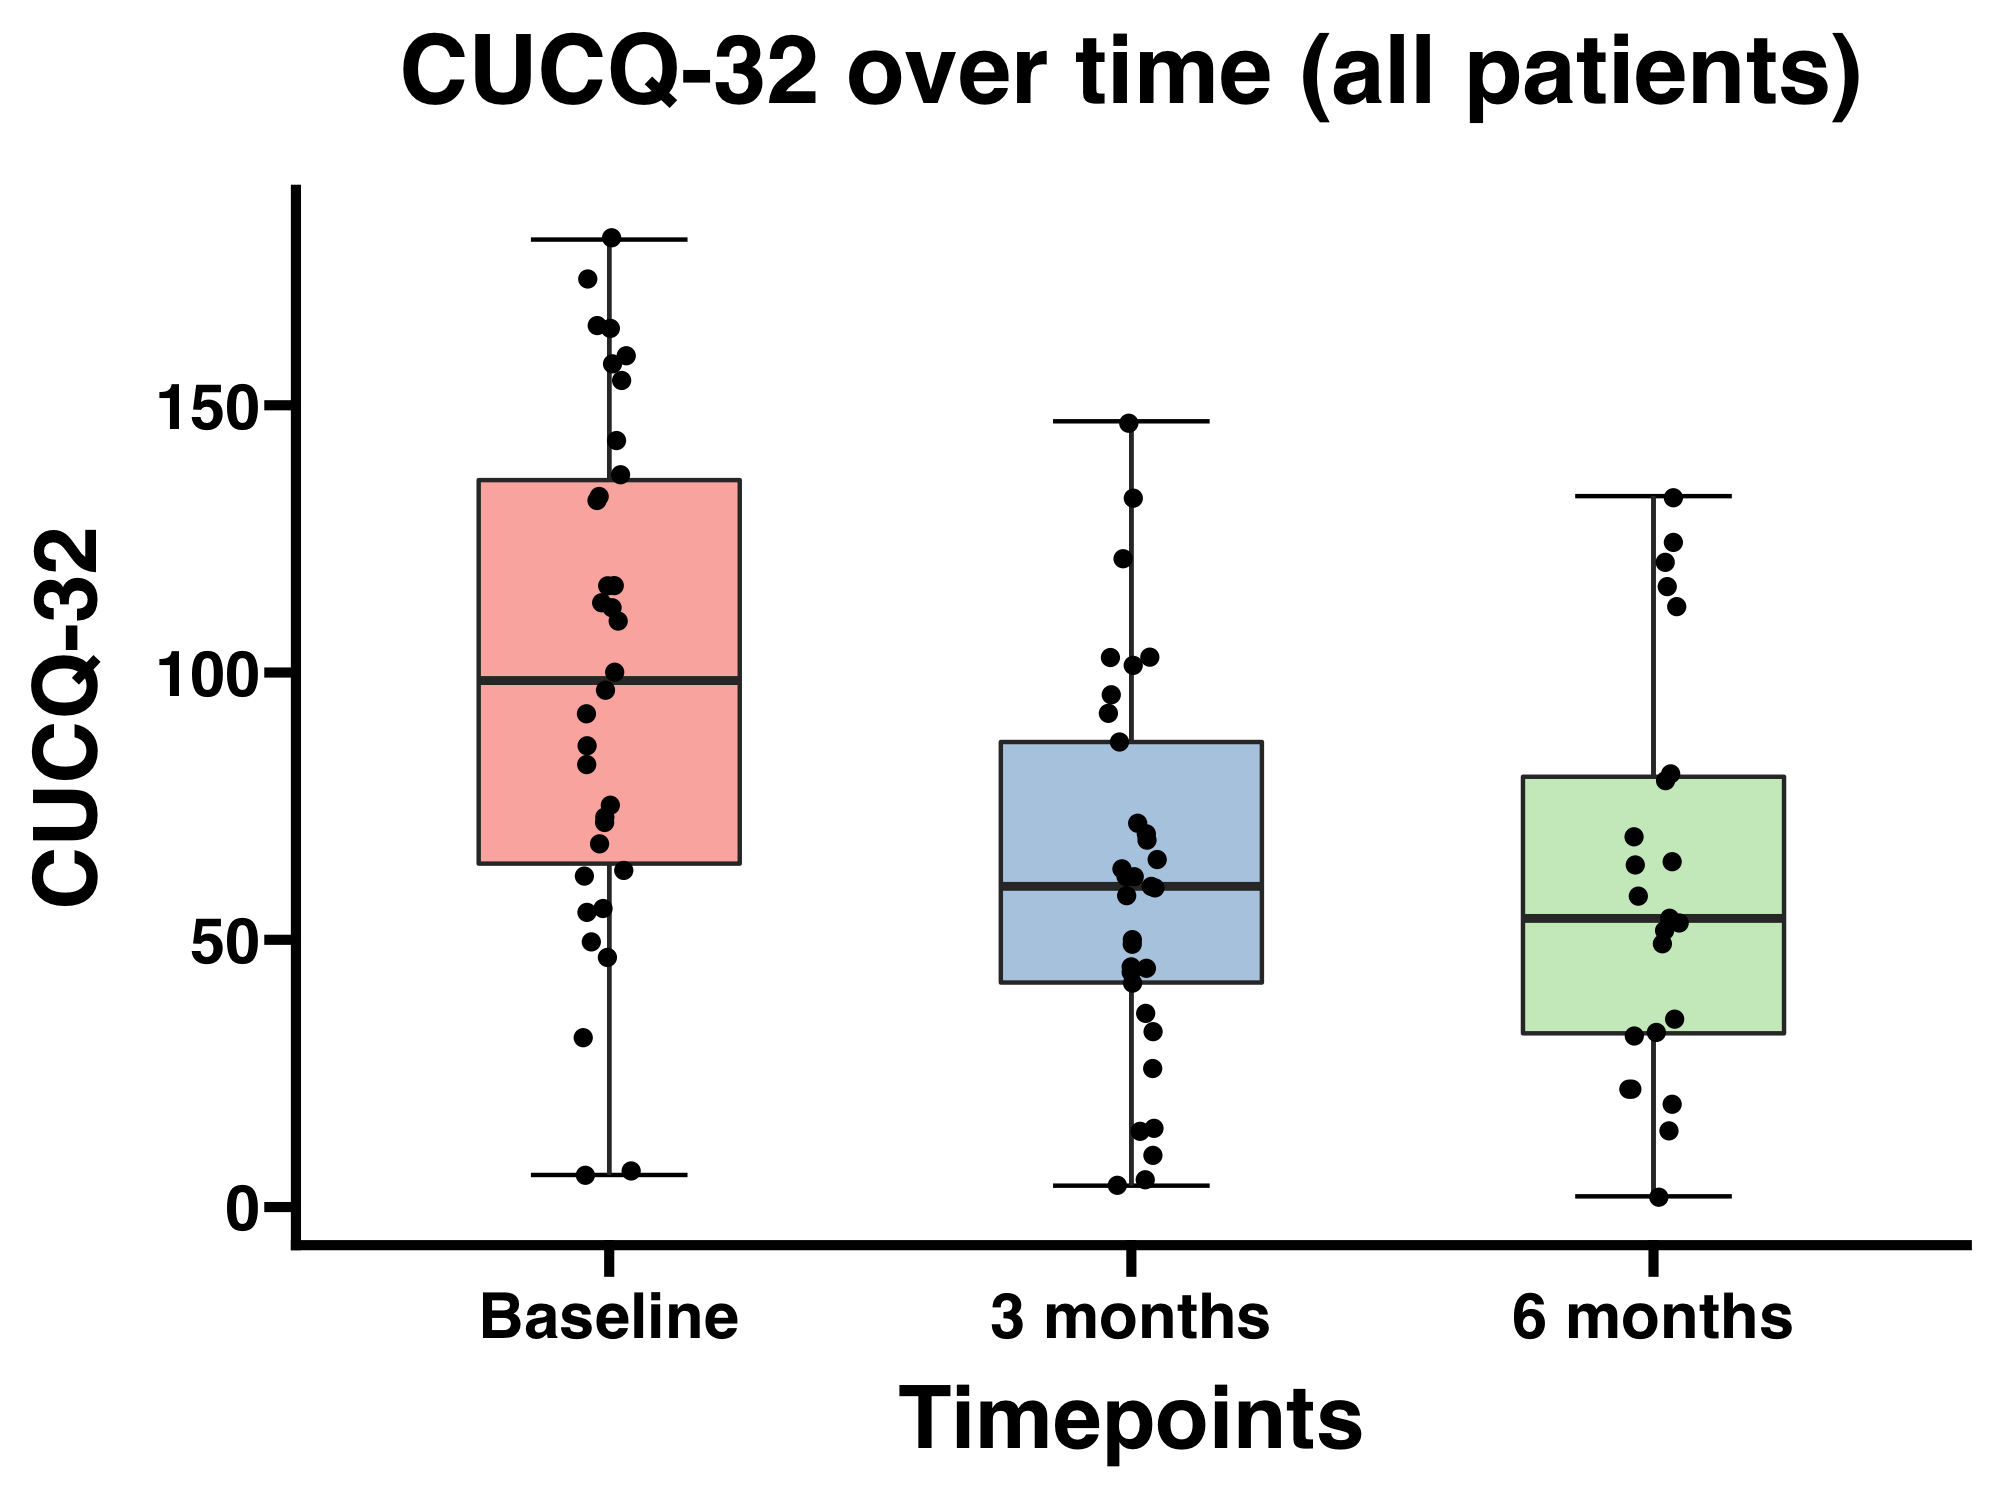 CUCQ-32 over time (all patients)
CUCQ-32
150
100
50
0
Baseline
3 months
6 months
Timepoints